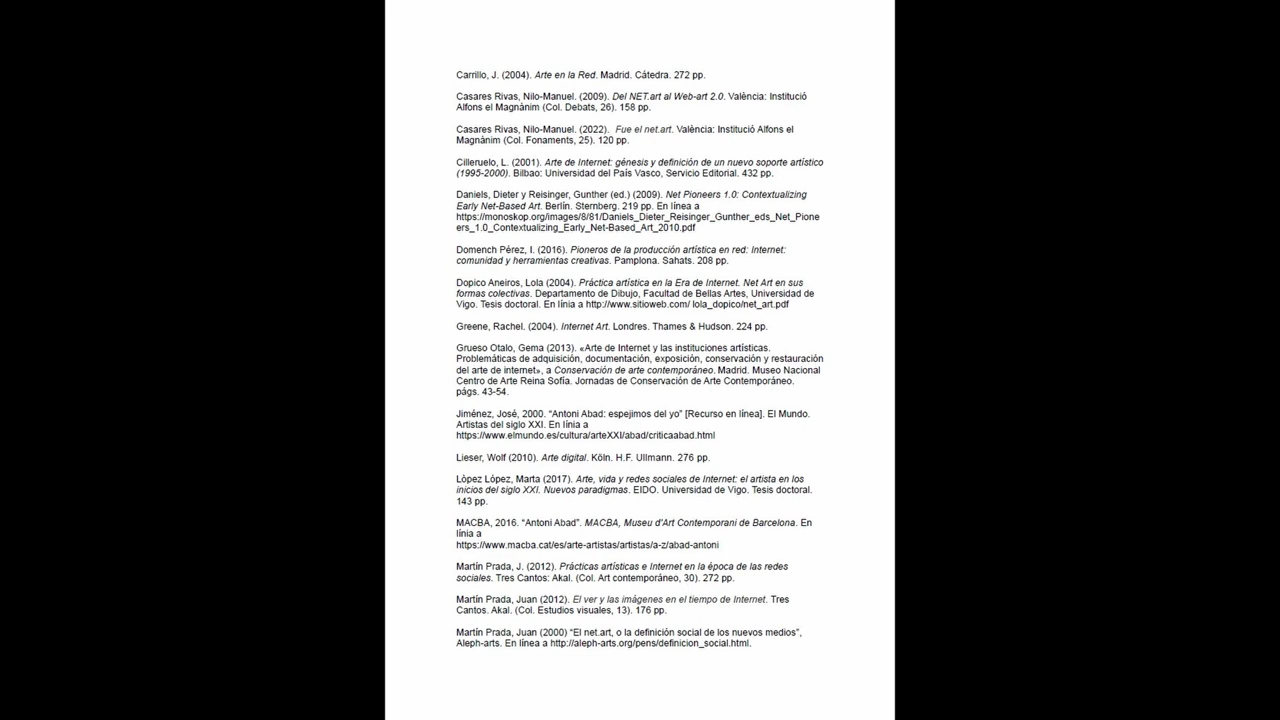 Carrillo, J. (2004). Arte en la Red. Madrid. Cátedra. 272 pp.
Casares Rivas, Nilo-Manuel. (2009). Del NET.art al Web-art 2.0. València: Institució
Alfons el Magnànim (Col. Debats, 26). 158 pp.
Casares Rivas, Nilo-Manuel. (2022). Fue el net.art. València: Institució Alfons el
Magnànim (Col. Fonaments, 25). 120 pp.
Cilleruelo, L. (2001). Arte de Internet: génesis y definición de un nuevo soporte artístico
(1995-2000). Bilbao: Universidad del País Vasco, Servicio Editorial. 432 pp.
Daniels, Dieter y Reisinger, Gunther (ed.) (2009). Net Pioneers 1.0: Contextualizing
Early Net-Based Art. Berlín. Sternberg. 219 pp. En línea a
https://monoskop.org/images/8/81/Daniels_Dieter_Reisinger_Gunther_eds_Net_Pione
ers_1.0_Contextualizing_Early_Net-Based_Art_2010.pdf
Domench Pérez, I. (2016). Pioneros de la producción artística en red: Internet:
comunidad y herramientas creativas. Pamplona. Sahats. 208 pp.
Dopico Aneiros, Lola (2004). Práctica artística en la Era de Internet. Net Art en sus
formas colectivas. Departamento de Dibujo, Facultad de Bellas Artes, Universidad de
Vigo. Tesis doctoral. En línia a http://www.sitioweb.com/ lola_dopico/net_art.pdf
Greene, Rachel. (2004). Internet Art. Londres. Thames & Hudson. 224 pp.
Grueso Otalo, Gema (2013). «Arte de Internet y las instituciones artísticas.
Problemáticas de adquisición, documentación, exposición, conservación y restauración
del arte de internet», a Conservación de arte contemporáneo. Madrid. Museo Nacional
Centro de Arte Reina Sofía. Jornadas de Conservación de Arte Contemporáneo.
págs. 43-54.
Jiménez, José, 2000. “Antoni Abad: espejimos del yo” [Recurso en línea]. El Mundo.
Artistas del siglo XXI. En línia a
https://www.elmundo.es/cultura/arteXXI/abad/criticaabad.html
Lieser, Wolf (2010). Arte digital. Köln. H.F. Ullmann. 276 pp.
Lòpez López, Marta (2017). Arte, vida y redes sociales de Internet: el artista en los
inicios del siglo XXI. Nuevos paradigmas. EIDO. Universidad de Vigo. Tesis doctoral.
143 pp.
MACBA, 2016. “Antoni Abad”. MACBA, Museu d'Art Contemporani de Barcelona. En
línia a
https://www.macba.cat/es/arte-artistas/artistas/a-z/abad-antoni
Martín Prada, J. (2012). Prácticas artísticas e Internet en la época de las redes
sociales. Tres Cantos: Akal. (Col. Art contemporáneo, 30). 272 pp.
Martín Prada, Juan (2012). El ver y las imágenes en el tiempo de Internet. Tres
Cantos. Akal. (Col. Estudios visuales, 13). 176 pp.
Martín Prada, Juan (2000) “El net.art, o la definición social de los nuevos medios”,
Aleph-arts. En línea a http://aleph-arts.org/pens/definicion_social.html.